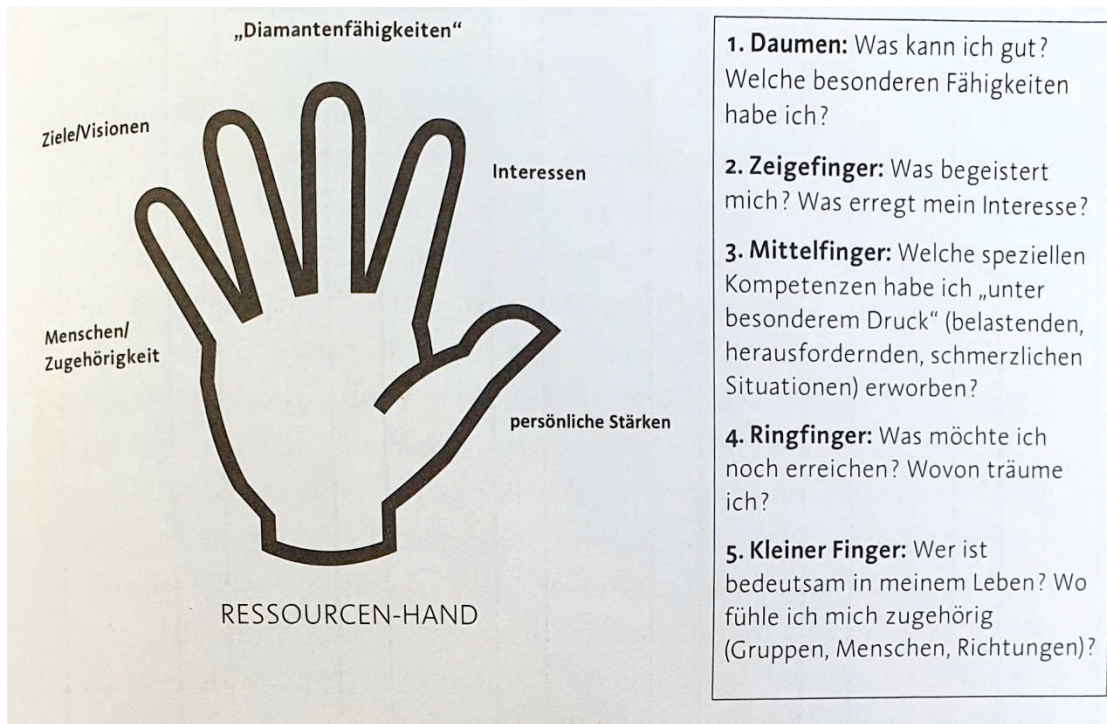 „Diamantenfähigkeiten“
Ziele/Visionen
Interessen
Menschen/
Zugehörigkeit
persönliche Stärken
RESSOURCEN-HAND
1. Daumen: Was kann ich gut?
Welche besonderen Fähigkeiten
habe ich?
2. Zeigefinger: Was begeistert
mich? Was erregt mein Interesse?
3. Mittelfinger: Welche speziellen
Kompetenzen habe ich „unter
besonderem Druck“ (belastenden,
herausfordernden, schmerzlichen
Situationen) erworben?
4. Ringfinger: Was möchte ich
noch erreichen? Wovon träume
ich?
5. Kleiner Finger: Wer ist
bedeutsam in meinem Leben? Wo
fühle ich mich zugehörig
(Gruppen, Menschen, Richtungen)?